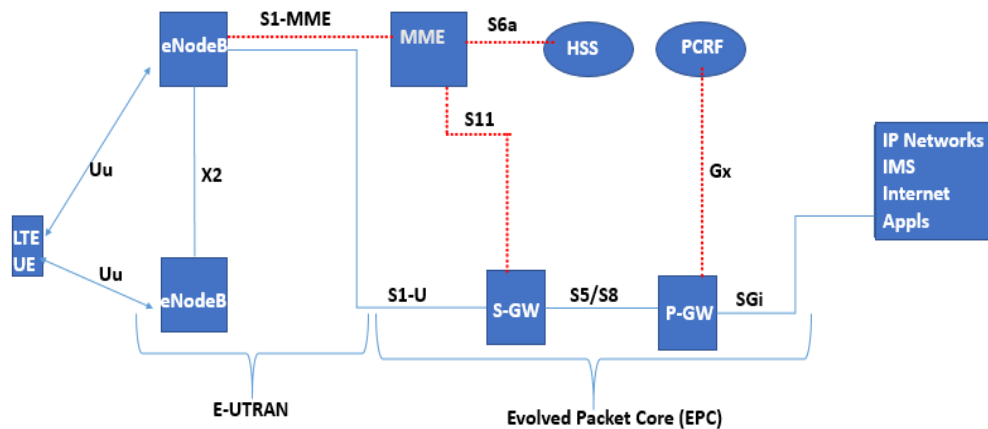 S1-MME
S6a
eNodeB
MME
HSS
PCRF
S11
IP Networks
IMS
Internet
Appls
Uu
X2
Gx
LTE
UE
Uu
eNodeB
S1-U
S-GW
S5/S8
P-GW
SGi
E-UTRAN
Evolved Packet Core (EPC)